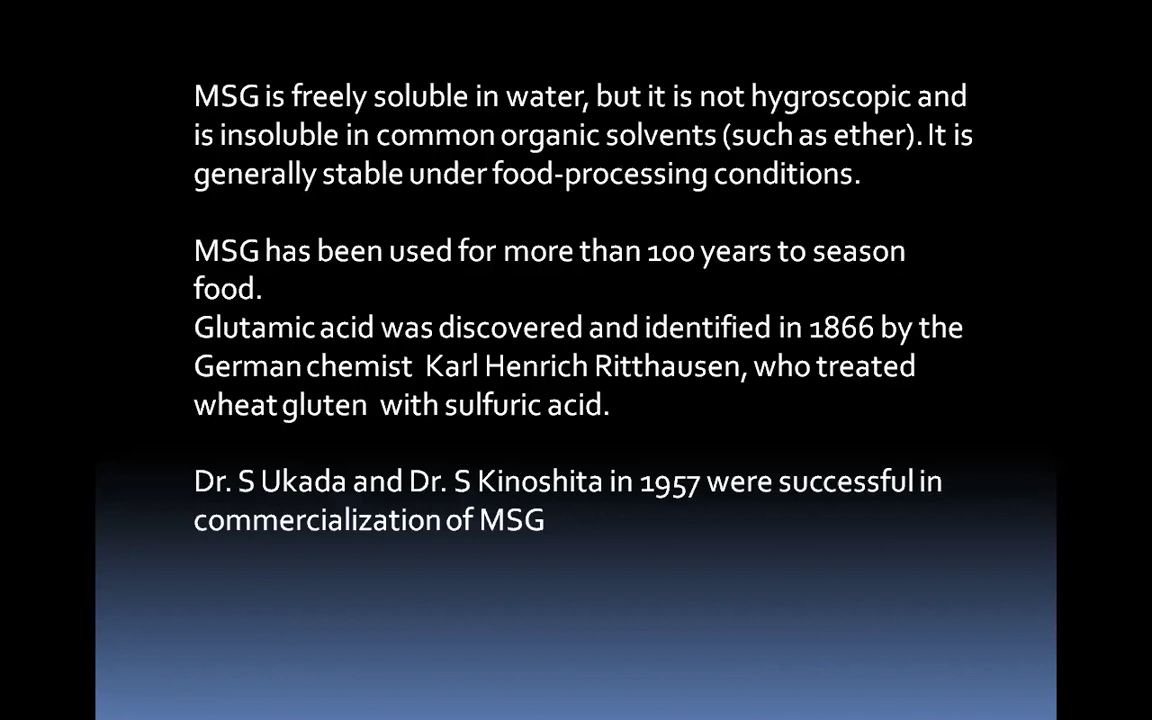 MSG is freely soluble in water, but it is not hygroscopic and
is insoluble in common organic solvents (such as ether). It is
generally stable under food-processing conditions.
MSG has been used for more than 100 years to season
food.
Glutamic acid was discovered and identified in 1866 by the
German chemist Karl Henrich Ritthausen, who treated
wheat gluten with sulfuric acid.
Dr. S Ukada and Dr. S Kinoshita in 1957 were successful in
commercialization of MSG